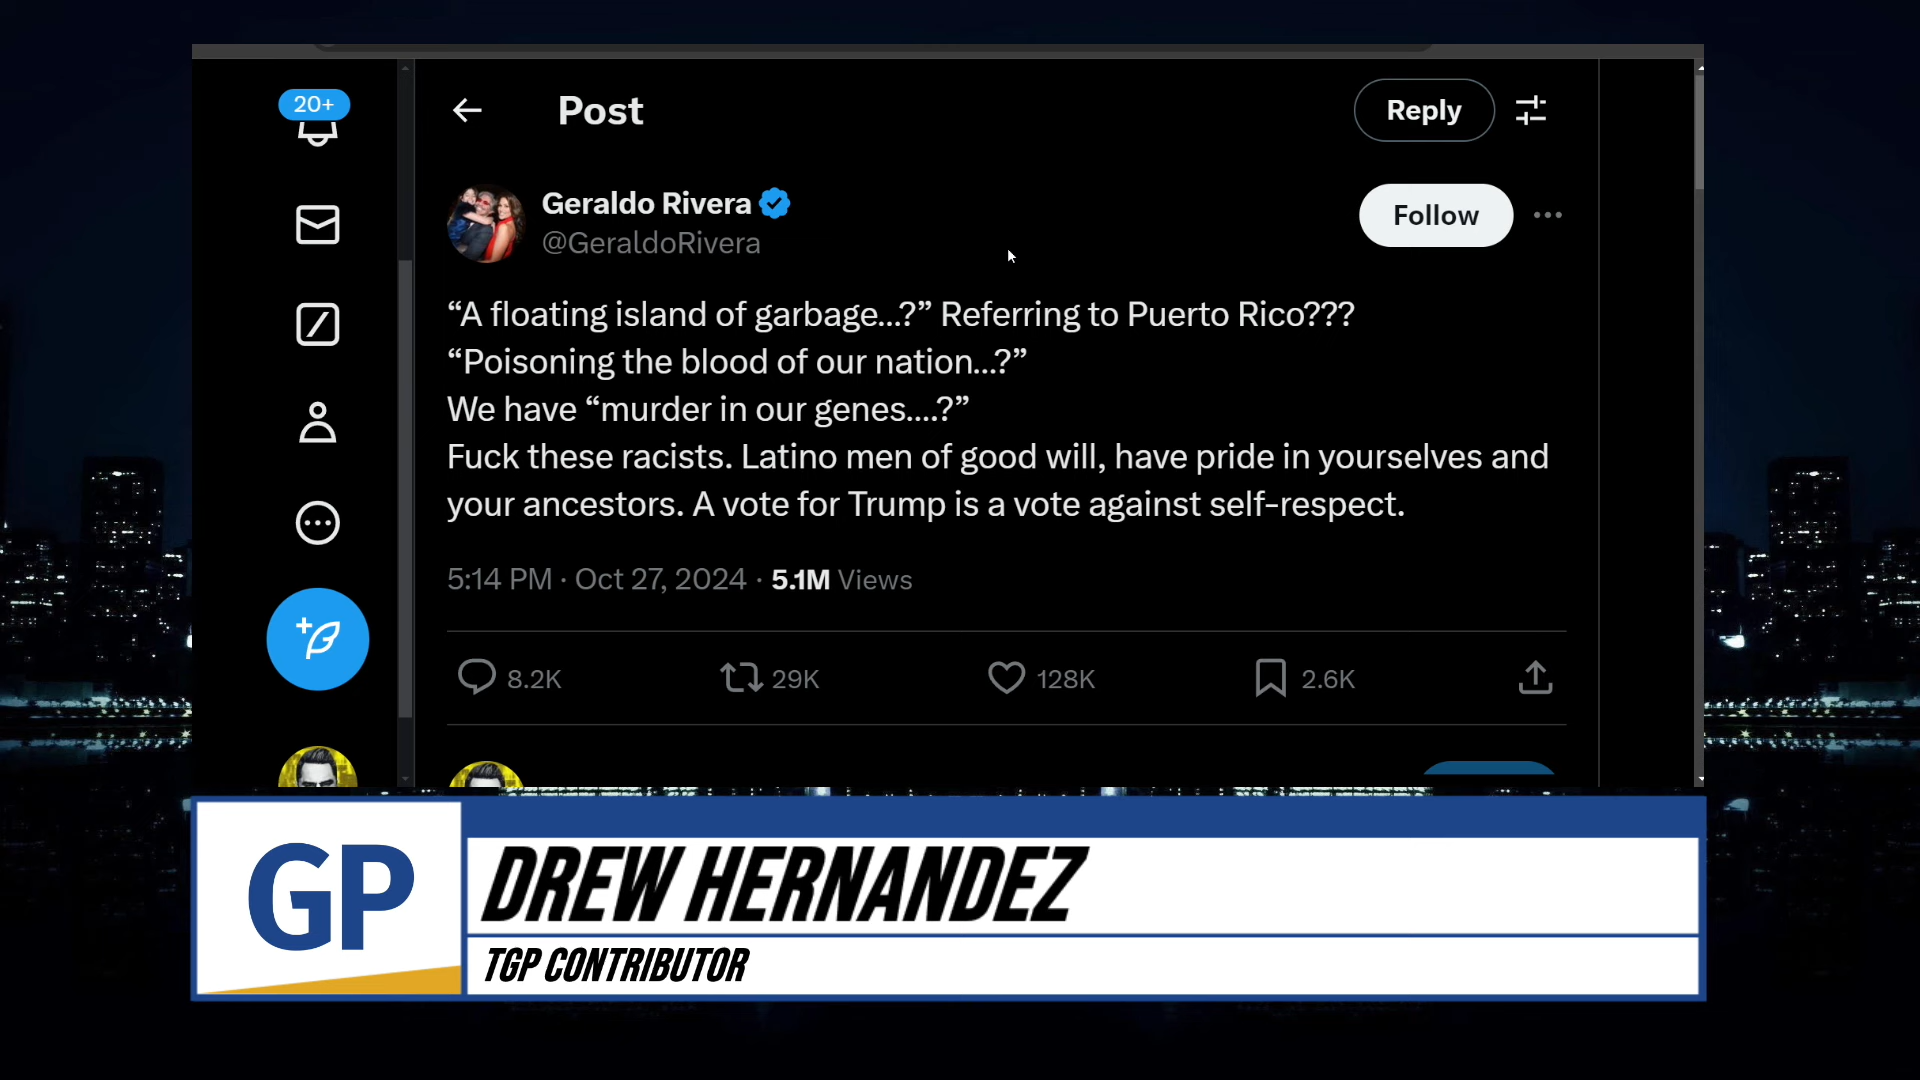 20+
Post
Reply
Geraldo Rivera
@GeraldoRivera
Follow
“A floating island of garbage...?” Referring to Puerto Rico???
“Poisoning the blood of our nation...?”
We have “murder in our genes....?”
Fuck these racists. Latino men of good will, have pride in yourselves and
your ancestors. A vote for Trump is a vote against self-respect.
5:14 PM · Oct 27, 2024 · 5.1M Views
8.2K 29K 128K 2.6K
GP
DREW HERNANDEZ
TGP CONTRIBUTOR